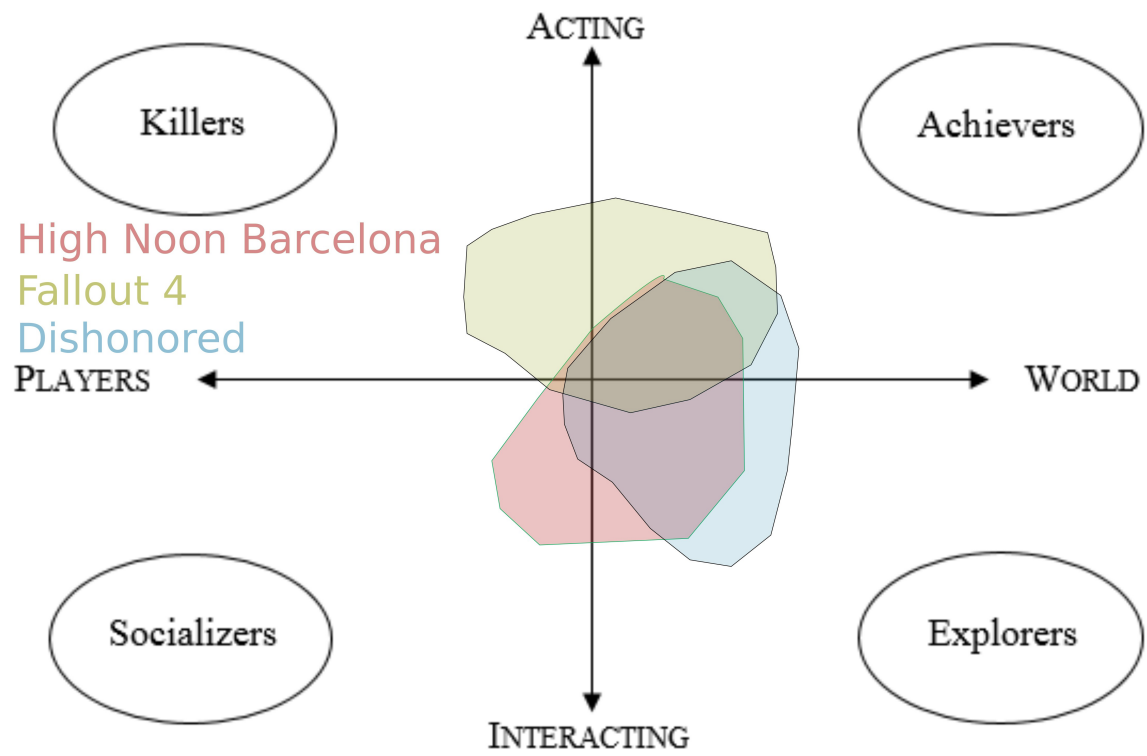 ACTING
Killers
Achievers
High Noon Barcelona
Fallout 4
Dishonored
PLAYERS
WORLD
Socializers
Explorers
INTERACTING